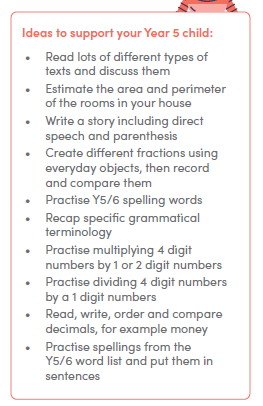 Ideas to support your Year 5 child:
• Read lots of different types of
texts and discuss them
• Estimate the area and perimeter
of the rooms in your house
• Write a story including direct
speech and parenthesis
• Create different fractions using
everyday objects, then record
and compare them
• Practise Y5/6 spelling words
• Recap specific grammatical
terminology
• Practise multiplying 4 digit
numbers by 1 or 2 digit numbers
• Practise dividing 4 digit numbers
by a 1 digit numbers
• Read, write, order and compare
decimals, for example money
• Practise spellings from the
Y5/6 word list and put them in
sentences